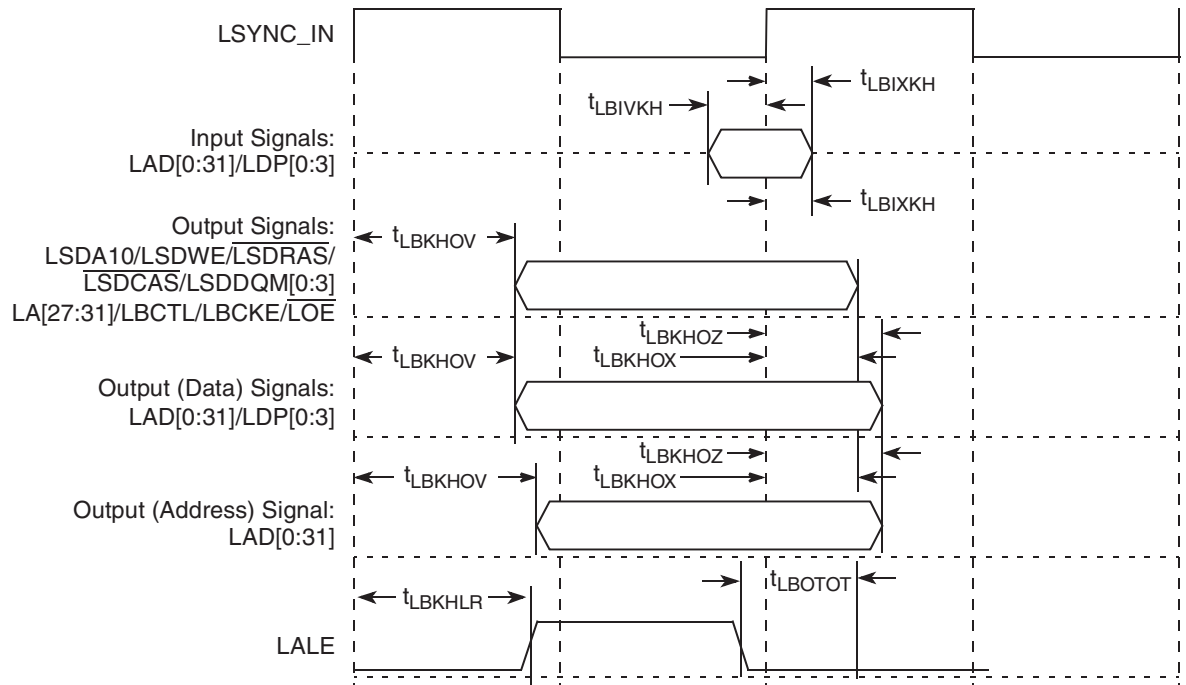 LSYNC_IN
tLBIXKH
tLBIVKH
Input Signals:
LAD[0:31]/LDP[0:3]
tLBIXKH
Output Signals:
tLBKHOV
LSDA10/LSDWE/LSDRAS/
LSDCAS/LSDDQM[0:3]
LA[27:31]/LBCTL/LBCKE/LOE
tLBKHOZ
tLBKHOV
tLBKHOX
Output (Data) Signals:
LAD[0:31]/LDP[0:3]
tLBKHOZ
tLBKHOV
tLBKHOX
Output (Address) Signal:
LAD[0:31]
tLBOTOT
tLBKHLR
LALE